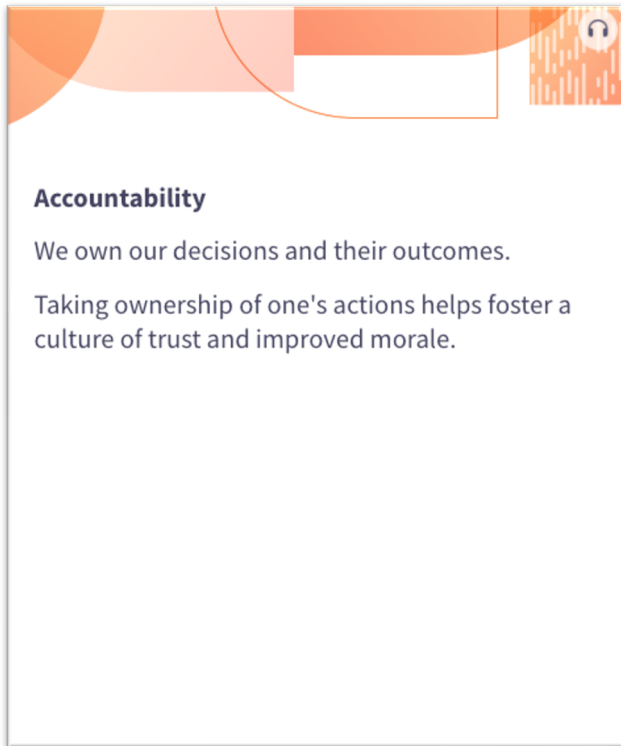 Accountability
We own our decisions and their outcomes.
Taking ownership of one's actions helps foster a
culture of trust and improved morale.